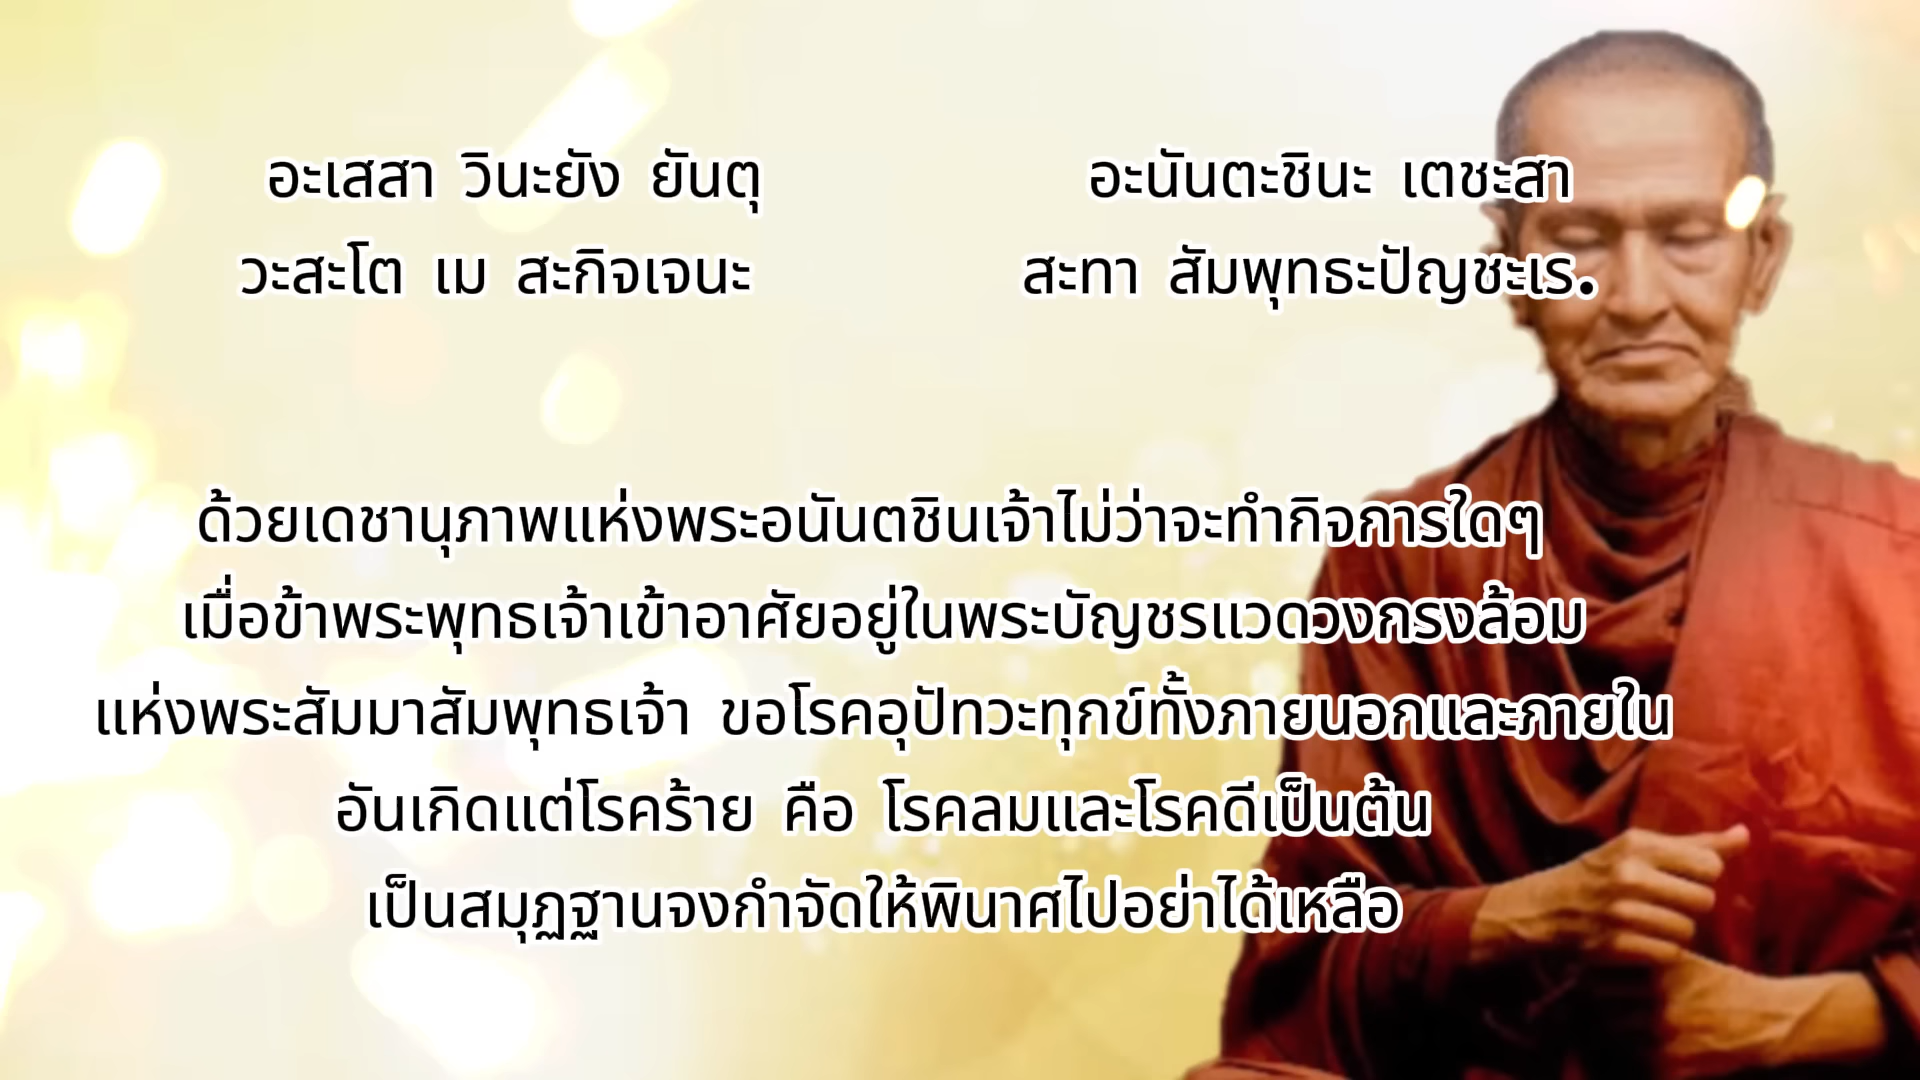 อะเสสา วินะยัง ยันตุ อะนันตะชินะ เตชะสา
วะสะโต เม สะกิจเจนะ สะทา สัมพุทธะปัญชะเร.
ด้วยเดชานุภาพแห่งพระอนันตชินเจ้าไม่ว่าจะทำกิจการใดๆ
เมื่อข้าพระพุทธเจ้าเข้าอาศัยอยู่ในพระบัญชรแวดวงกรงล้อม
แห่งพระสัมมาสัมพุทธเจ้า ขอโรคอุปัทวะทุกข์ทั้งภายนอกและภายใน
อันเกิดแต่โรคร้าย คือ โรคลมและโรคดีเป็นต้น
เป็นสมุฏฐานจงกำจัดให้พินาศไปอย่าได้เหลือ